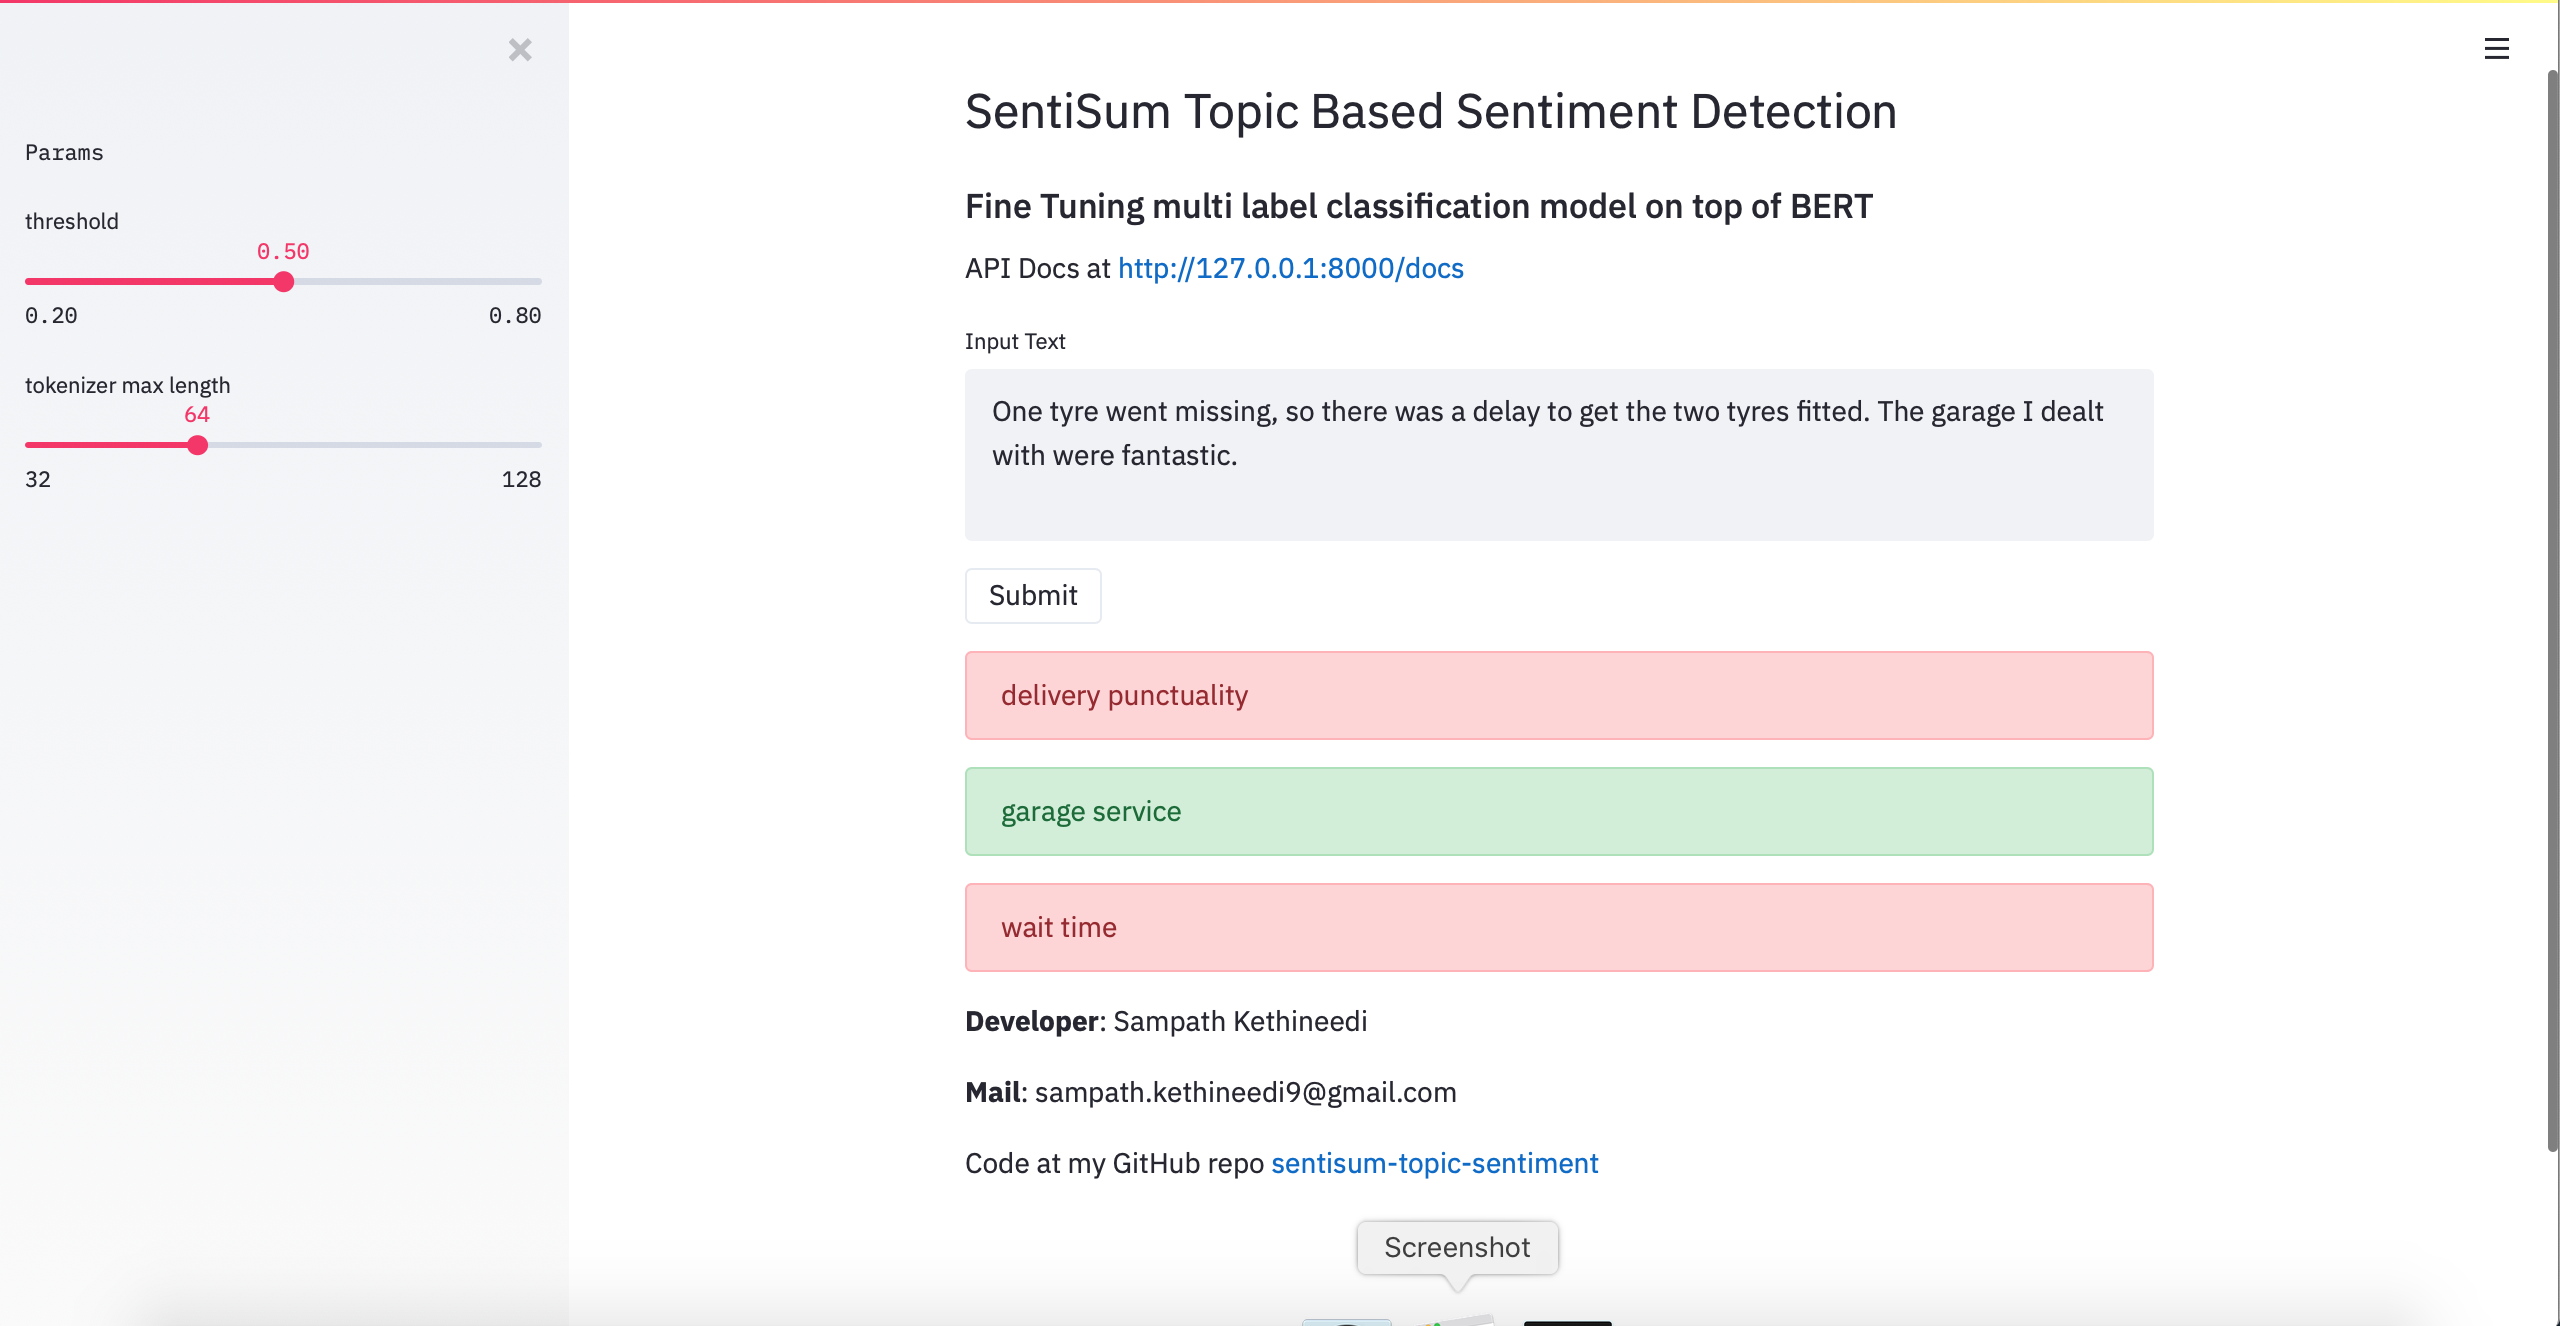 Params
threshold
0.50
0.20 0.80
tokenizer max length
64
32 128
SentiSum Topic Based Sentiment Detection
Fine Tuning multi label classification model on top of BERT
API Docs at http://127.0.0.1:8000/docs
Input Text
One tyre went missing, so there was a delay to get the two tyres fitted. The garage I dealt
with were fantastic.
Submit
delivery punctuality
garage service
wait time
Developer: Sampath Kethineedi
Mail: sampath.kethineedi9@gmail.com
Code at my GitHub repo sentisum-topic-sentiment
Screenshot